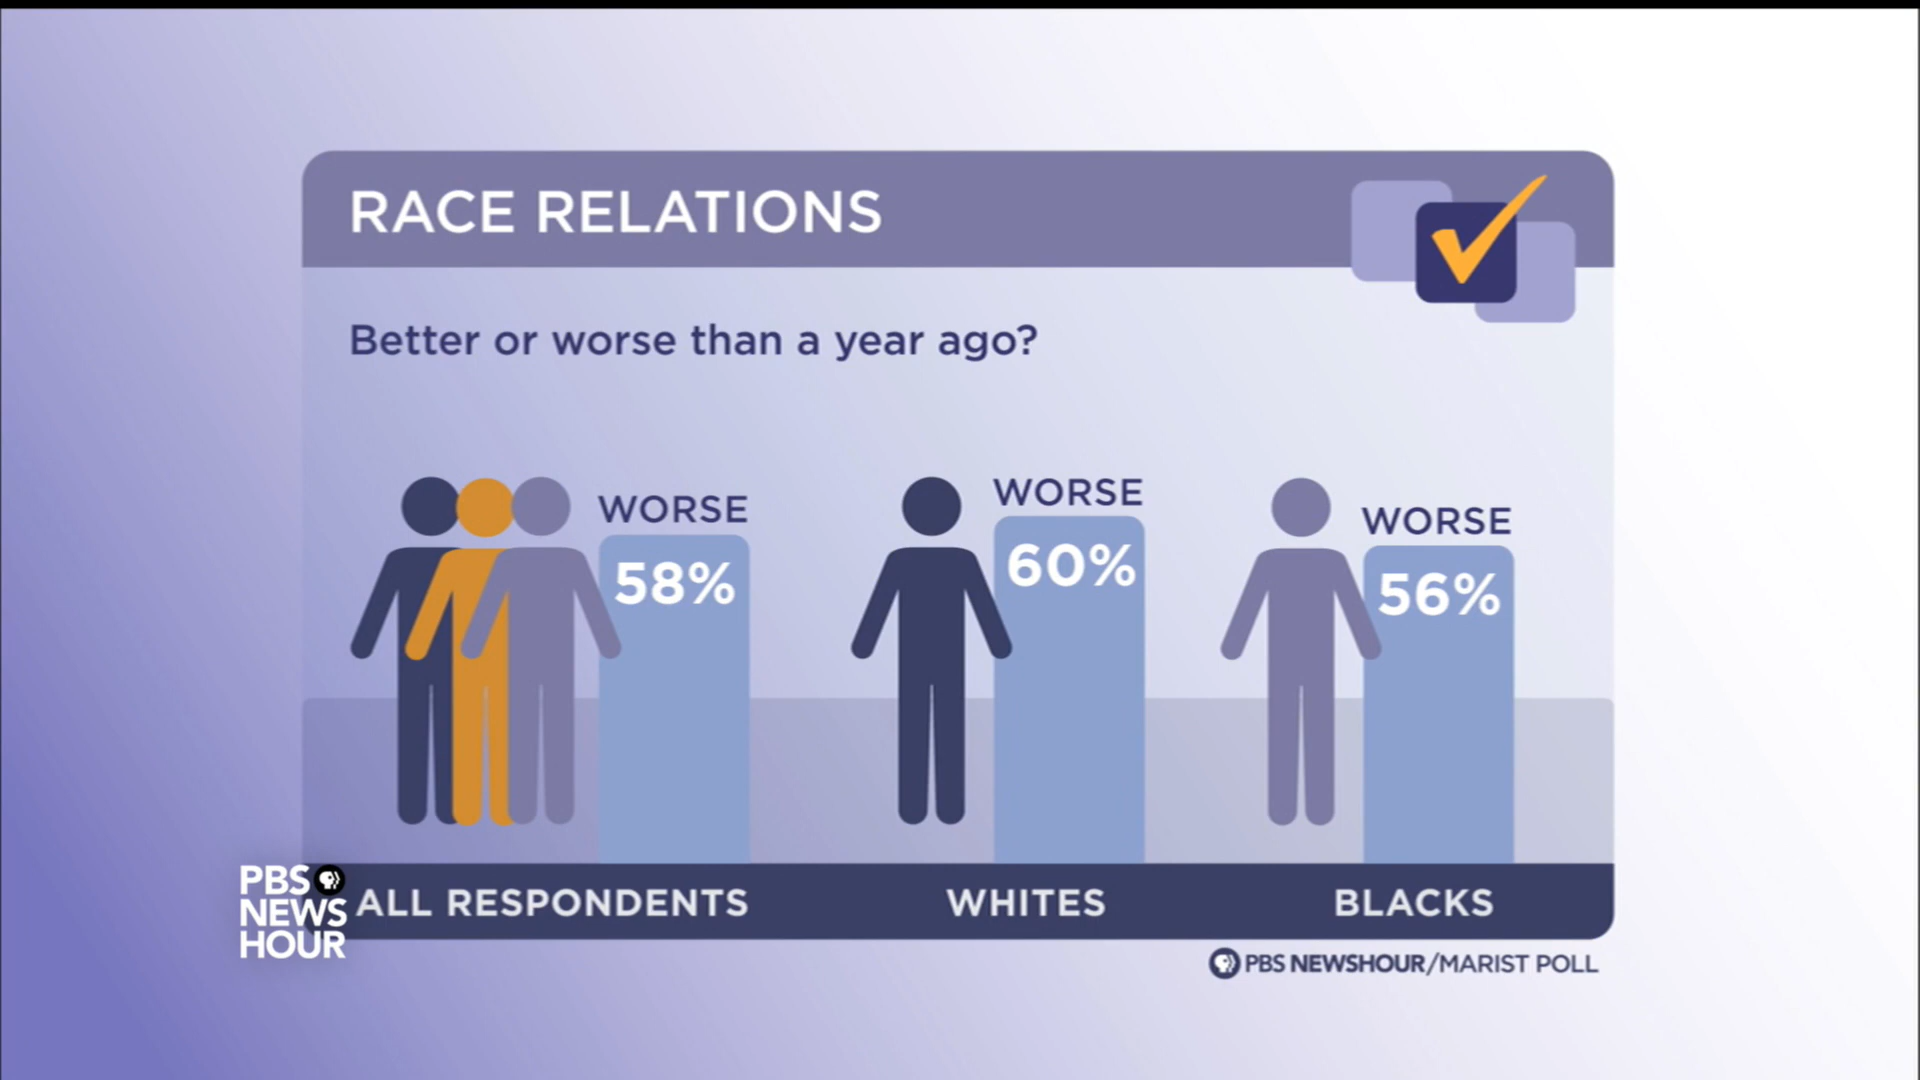 RACE RELATIONS
Better or worse than a year ago?
WORSE
58%
WORSE
60%
WORSE
56%
ALL RESPONDENTS
WHITES
BLACKS
PBS
NEWS
HOUR
PBS NEWSHOUR/MARIST POLL